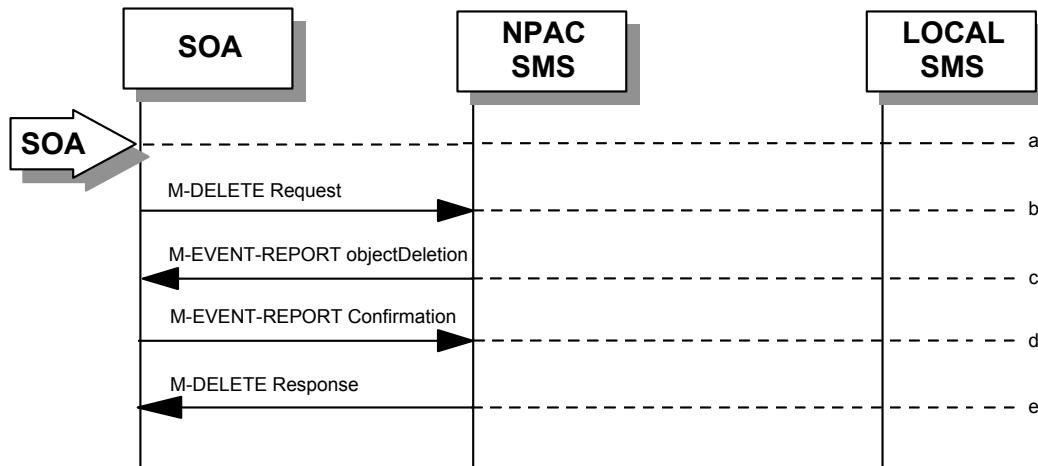 SOA
NPAC
SMS
LOCAL
SMS
SOA
a
M-DELETE Request
b
M-EVENT-REPORT objectDeletion
c
M-EVENT-REPORT Confirmation
d
M-DELETE Response
e